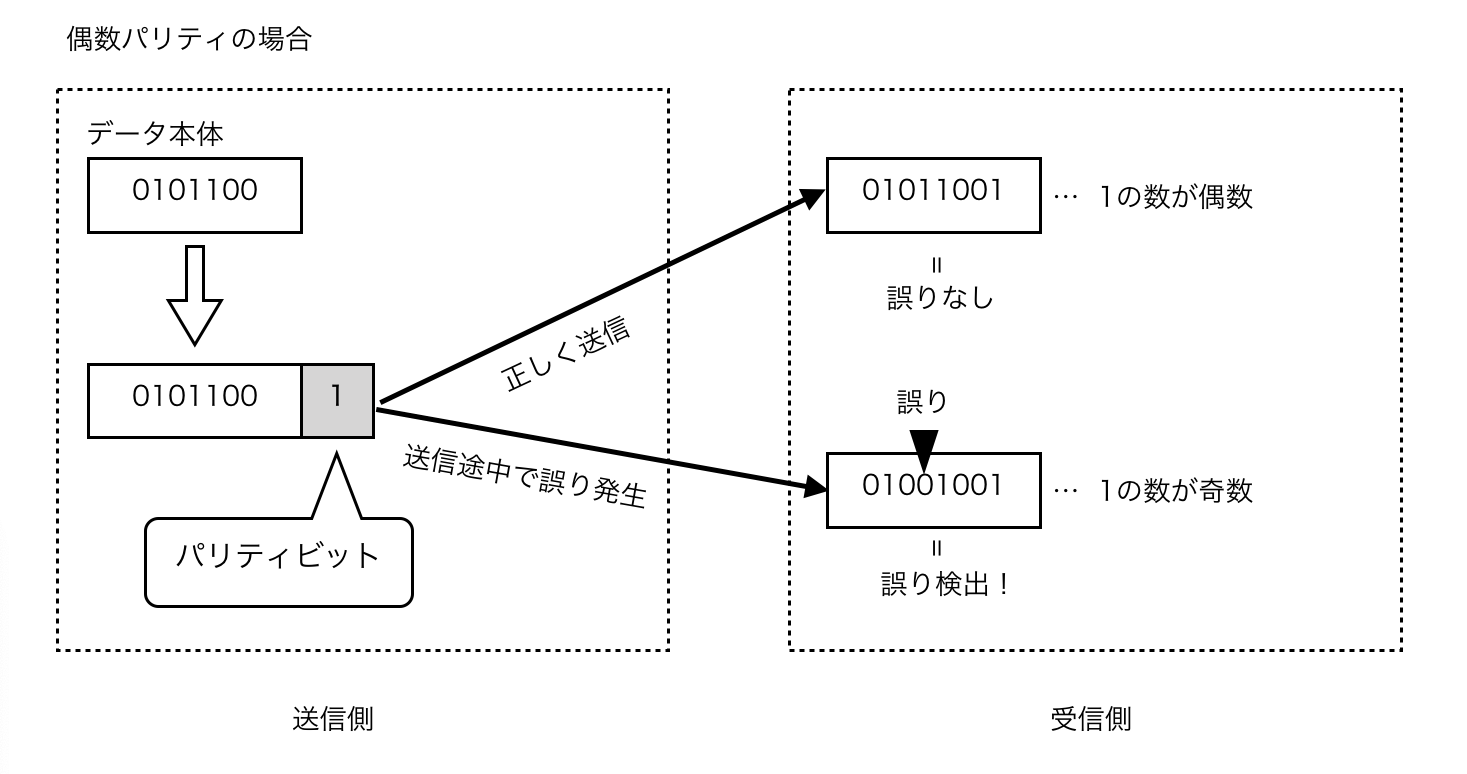 偶数パリティの場合
データ本体
0101100
0101100 1
パリティビット
正しく送信
送信途中で誤り発生
送信側
01011001 … 1の数が偶数
=
誤りなし
誤り
01001001 … 1の数が奇数
=
誤り検出！
受信側